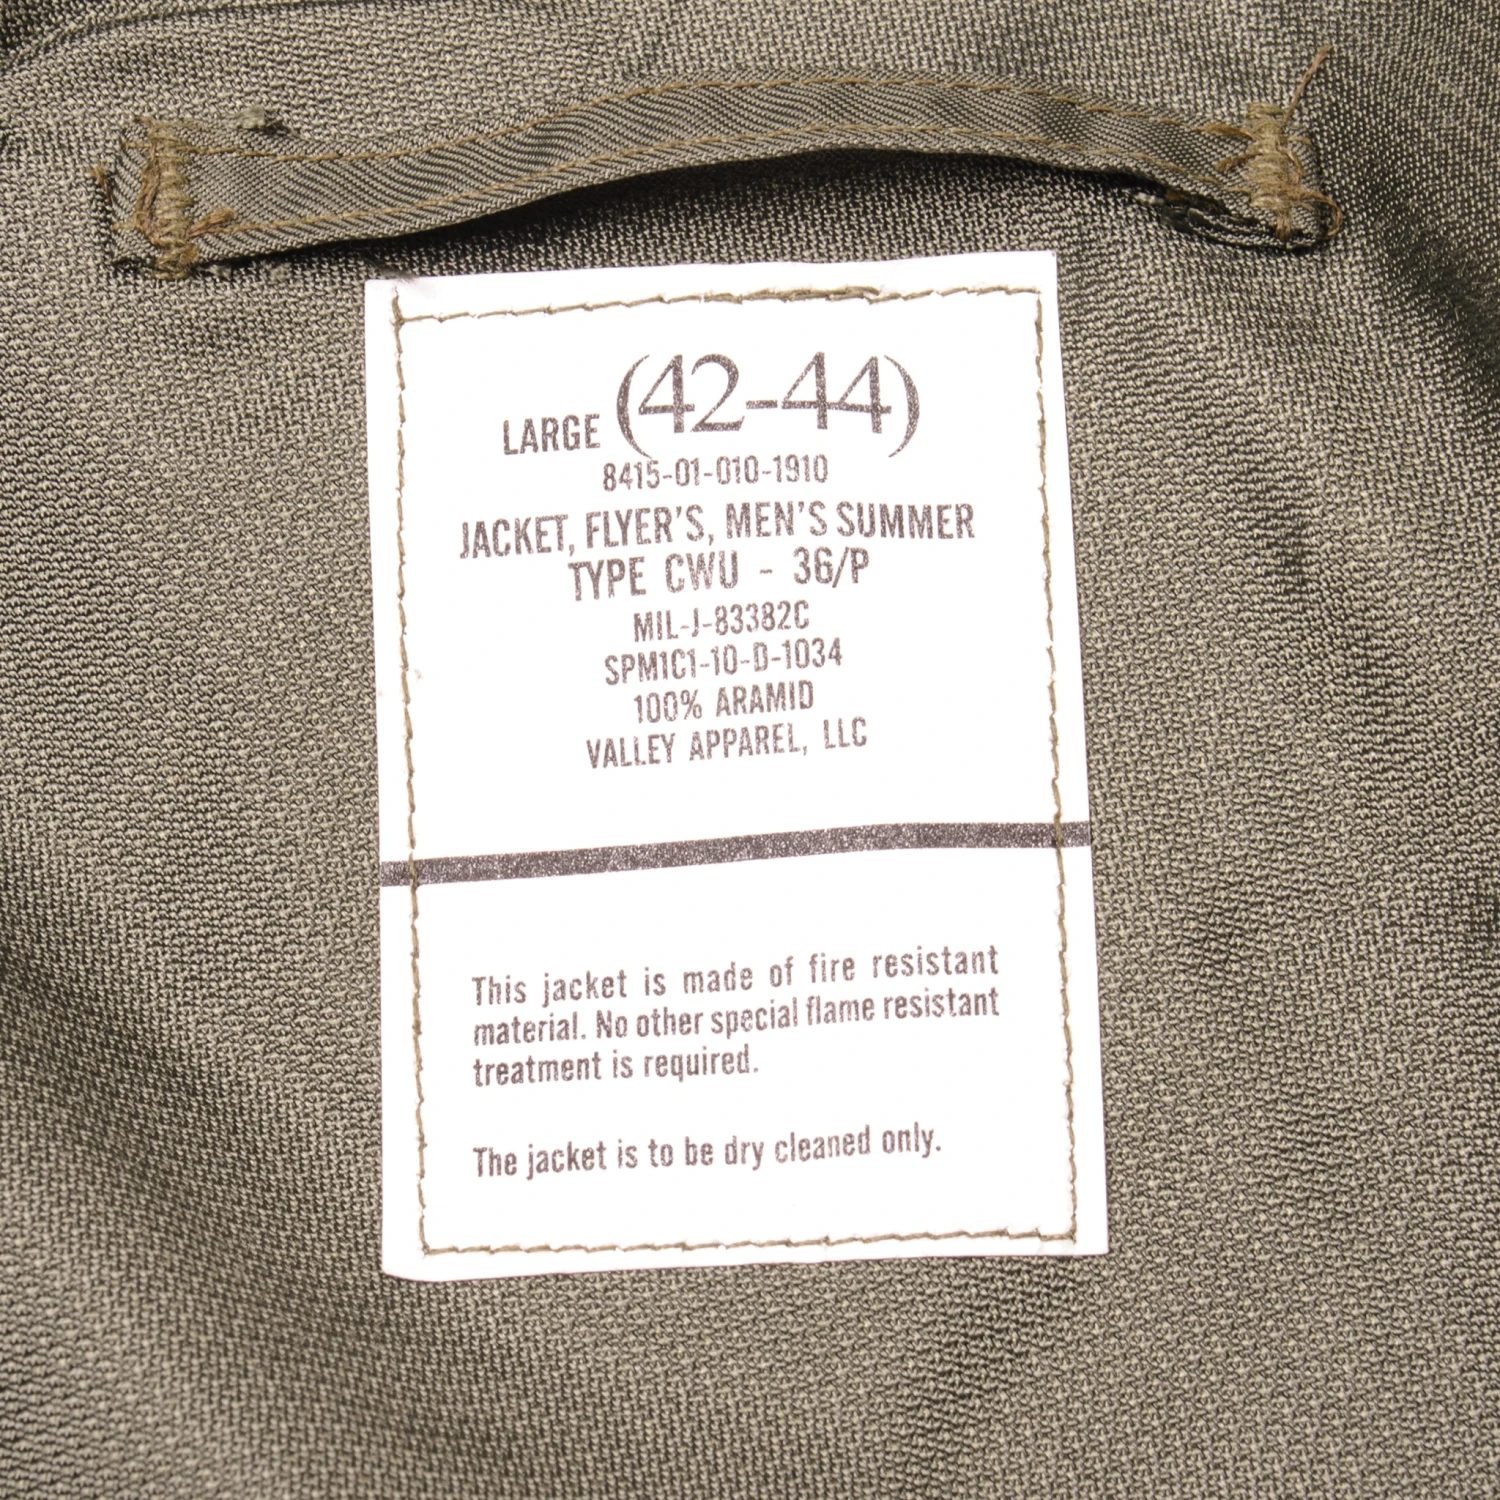 LARGE (42-44)
8415-01-010-1910
JACKET, FLYER'S, MEN'S SUMMER
TYPE CWU - 36/P
MIL-J-83382C
SPM1C1-10-D-1034
100% ARAMID
VALLEY APPAREL, LLC
This jacket is made of fire resistant
material. No other special flame resistant
treatment is required.
The jacket is to be dry cleaned only.